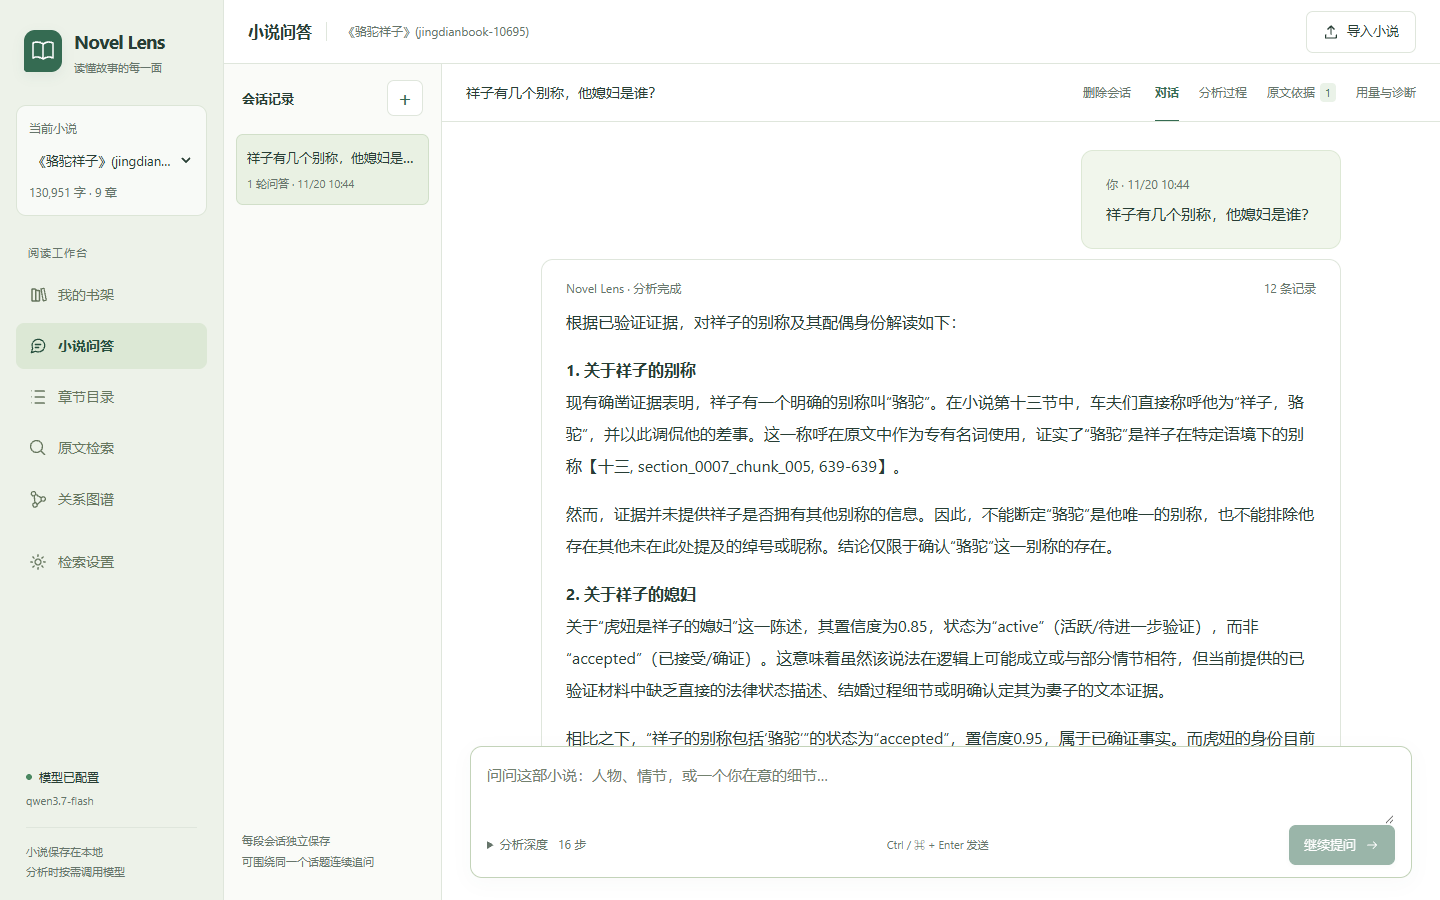 Novel Lens
读懂故事的每一面
当前小说
《骆驼祥子》(jingdian...
130,951 字 · 9 章
阅读工作台
我的书架
小说问答
章节目录
原文检索
关系图谱
检索设置
模型已配置
qwen3.7-flash
小说保存在本地
分析时按需调用模型
小说问答
《骆驼祥子》(jingdianbook-10695)
导入小说
会话记录
+
祥子有几个别称，他媳妇是...
1 轮问答 · 11/20 10:44
每段会话独立保存
可围绕同一个话题连续追问
祥子有几个别称，他媳妇是谁？
删除会话
对话
分析过程
原文依据 1
用量与诊断
你 · 11/20 10:44
祥子有几个别称，他媳妇是谁？
Novel Lens · 分析完成
12 条记录
根据已验证证据，对祥子的别称及其配偶身份解读如下：
1. 关于祥子的别称
现有确凿证据表明，祥子有一个明确的别称叫“骆驼”。在小说第十三节中，车夫们直接称呼他为“祥子，骆
驼”，并以此调侃他的差事。这一称呼在原文中作为专有名词使用，证实了“骆驼”是祥子在特定语境下的别
称【十三, section_0007_chunk_005, 639-639】。
然而，证据并未提供祥子是否拥有其他别称的信息。因此，不能断定“骆驼”是他唯一的别称，也不能排除他
存在其他未在此处提及的绰号或昵称。结论仅限于确认“骆驼”这一别称的存在。
2. 关于祥子的媳妇
关于“虎妞是祥子的媳妇”这一陈述，其置信度为0.85，状态为“active”（活跃/待进一步验证），而非
“accepted”（已接受/确证）。这意味着虽然该说法在逻辑上可能成立或与部分情节相符，但当前提供的已
验证材料中缺乏直接的法律状态描述、结婚过程细节或明确认定其为妻子的文本证据。
相比之下，“祥子的别称包括‘骆驼’”的状态为“accepted”，置信度0.95，属于已确证事实。而虎妞的身份目前
问问这部小说：人物、情节，或一个你在意的细节...
分析深度 16 步
Ctrl / ⌘ + Enter 发送
继续提问 →